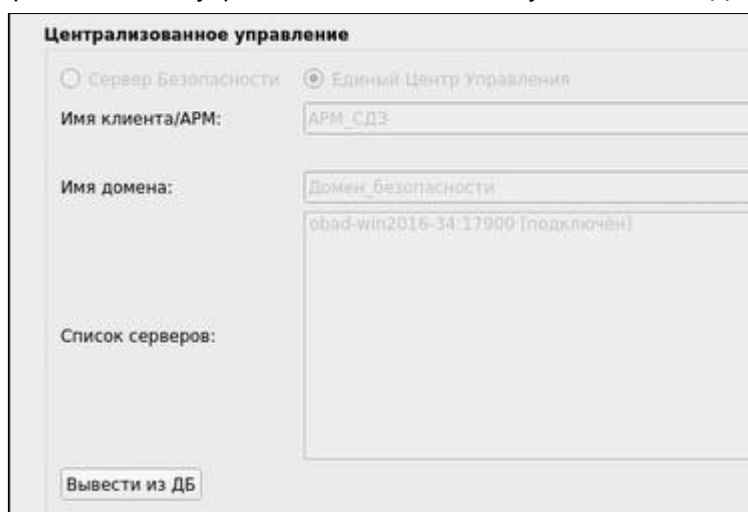 Централизованное управление
Сервер Безопасности Единый Центр Управления
Имя клиента/АРМ: АРМ_СДЗ
Имя домена: Домен_безопасности
obad-win2016-34:17900 [подключён]
Список серверов:
Вывести из ДБ